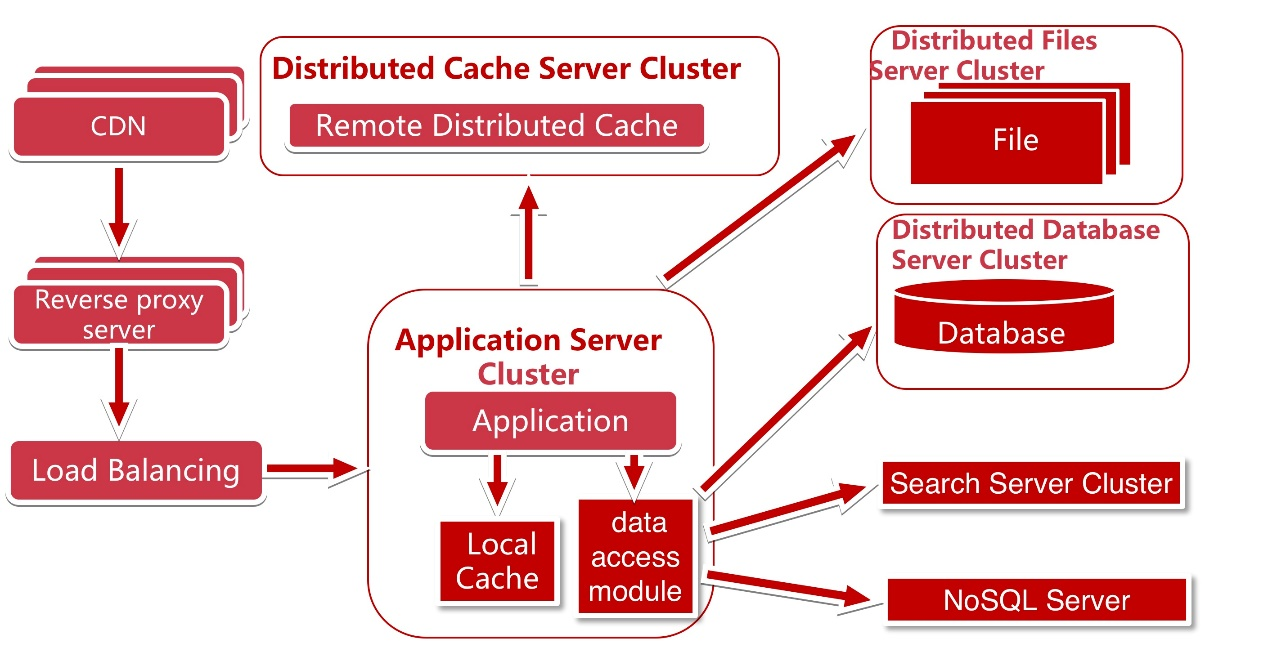 CDN
Reverse proxy
server
Load Balancing
Distributed Cache Server Cluster
Remote Distributed Cache
Application Server
Cluster
Application
Local
Cache
data
access
module
Distributed Files
Server Cluster
File
Distributed Database
Server Cluster
Database
Search Server Cluster
NoSQL Server